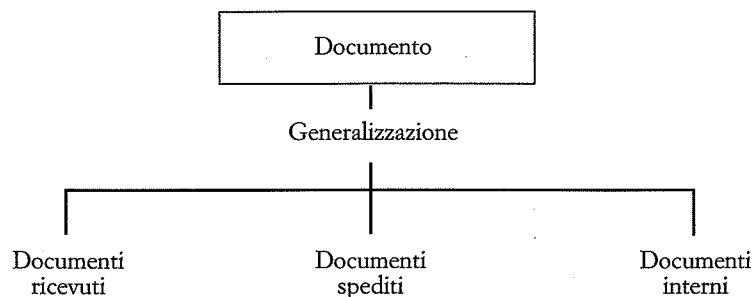 Documento
Generalizzazione
Documenti
ricevuti
Documenti
spediti
Documenti
interni